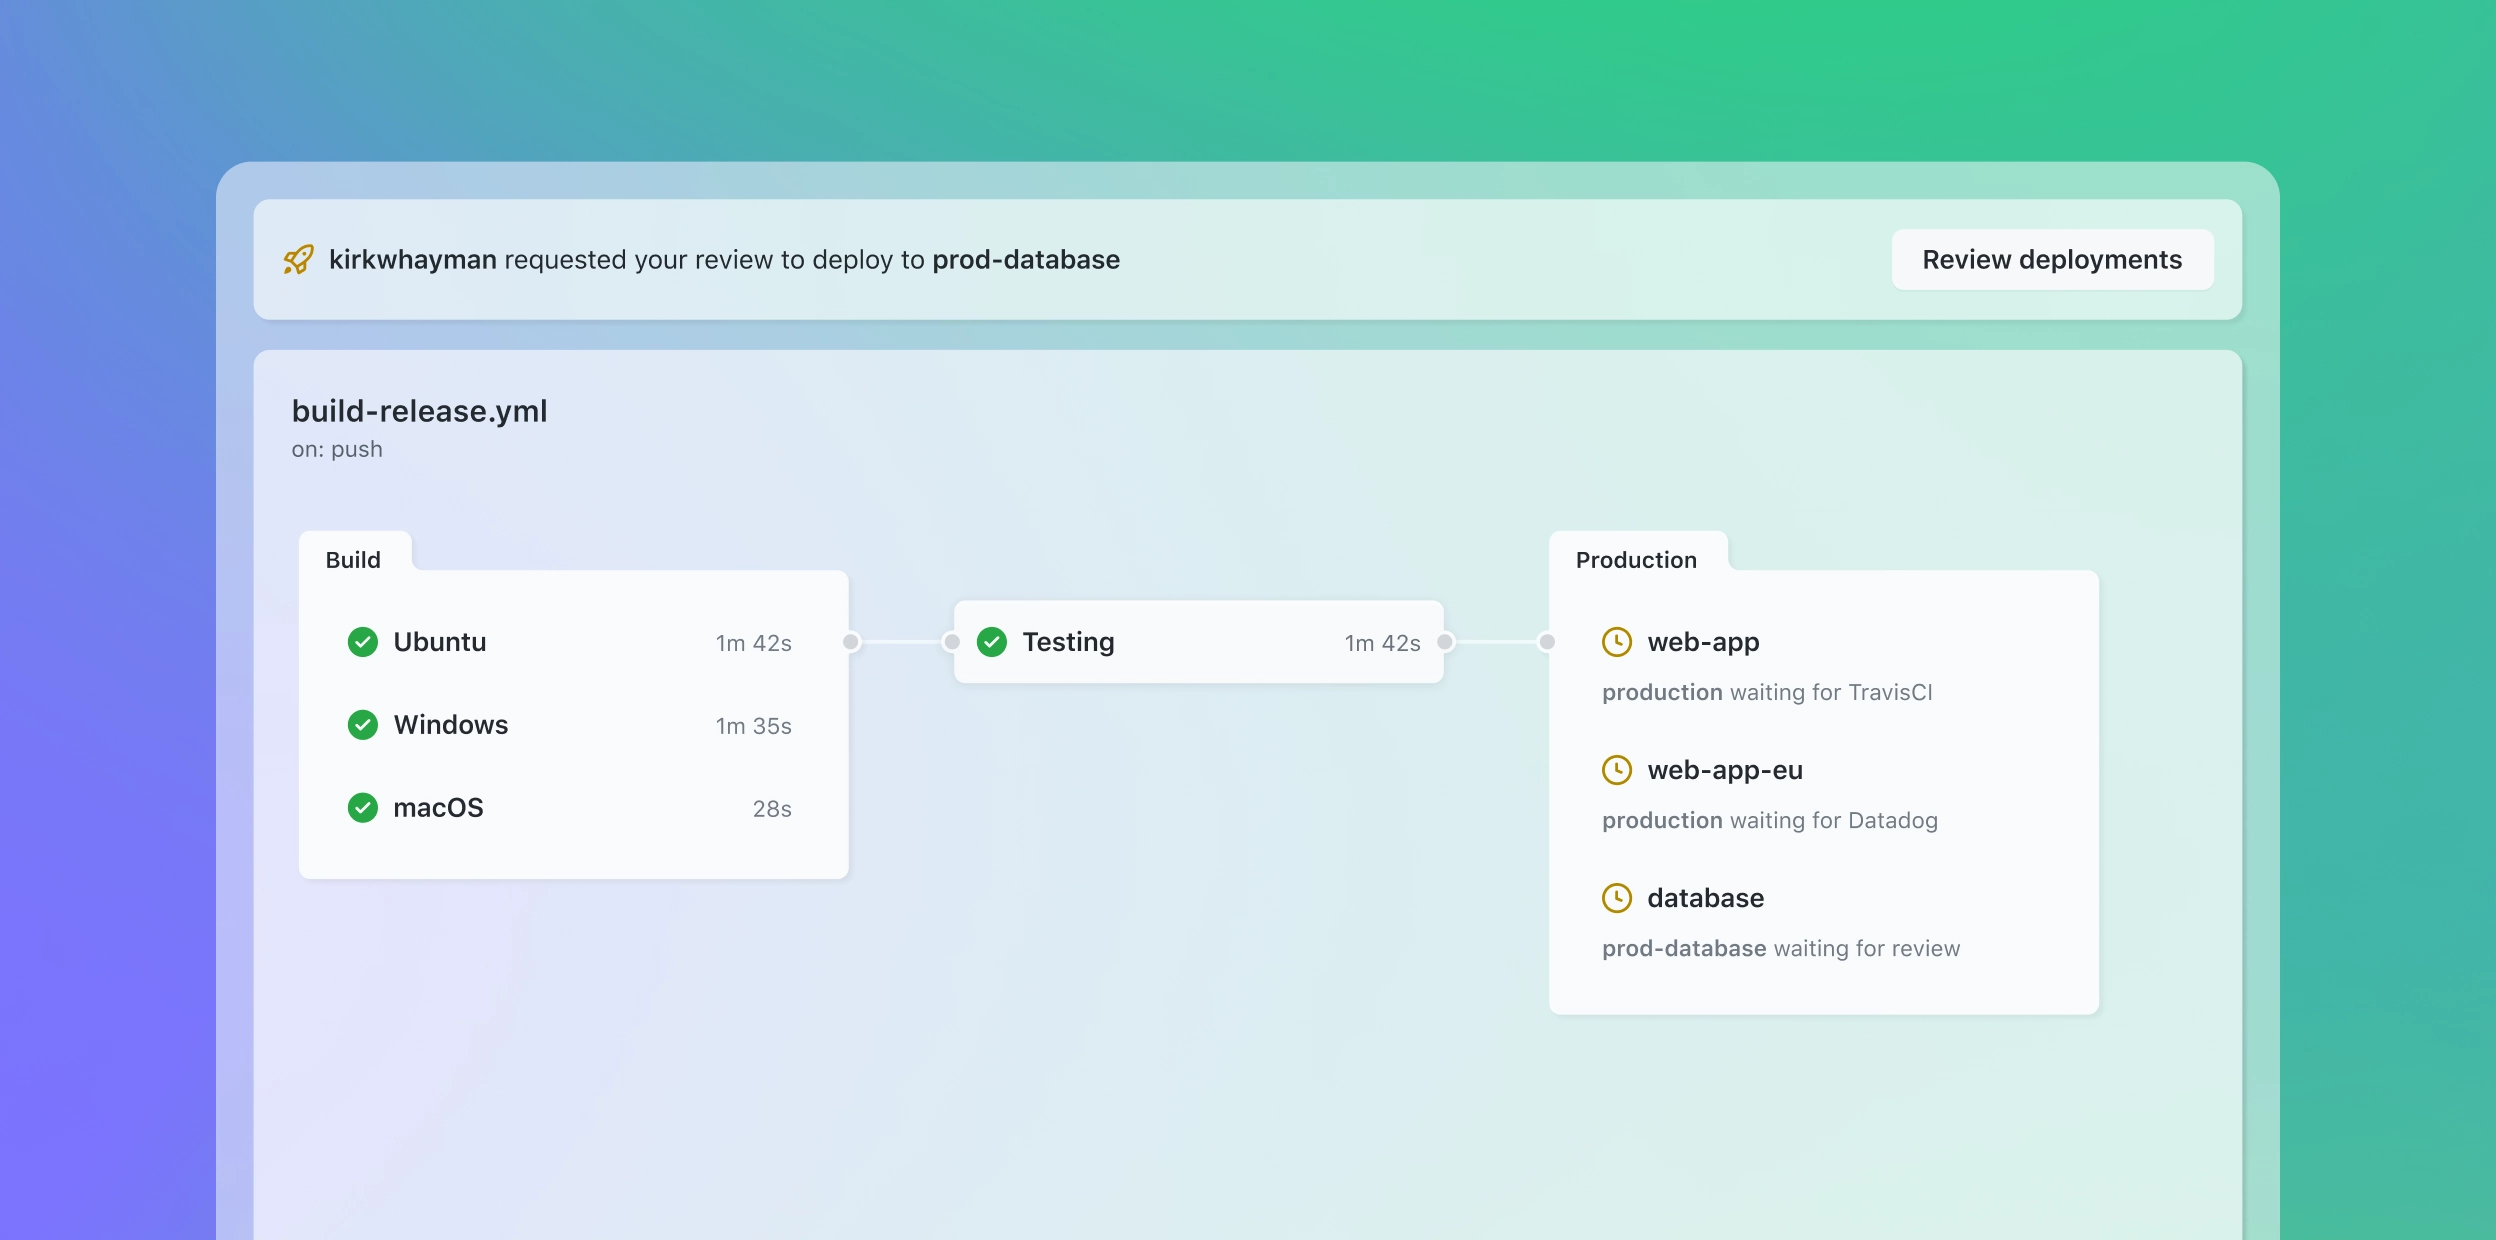 kirkwhayman requested your review to deploy to prod-database
Review deployments
build-release.yml
on: push
Build
Ubuntu 1m 42s
Windows 1m 35s
macOS 28s
Testing 1m 42s
Production
web-app
production waiting for TravisCI
web-app-eu
production waiting for Datadog
database
prod-database waiting for review